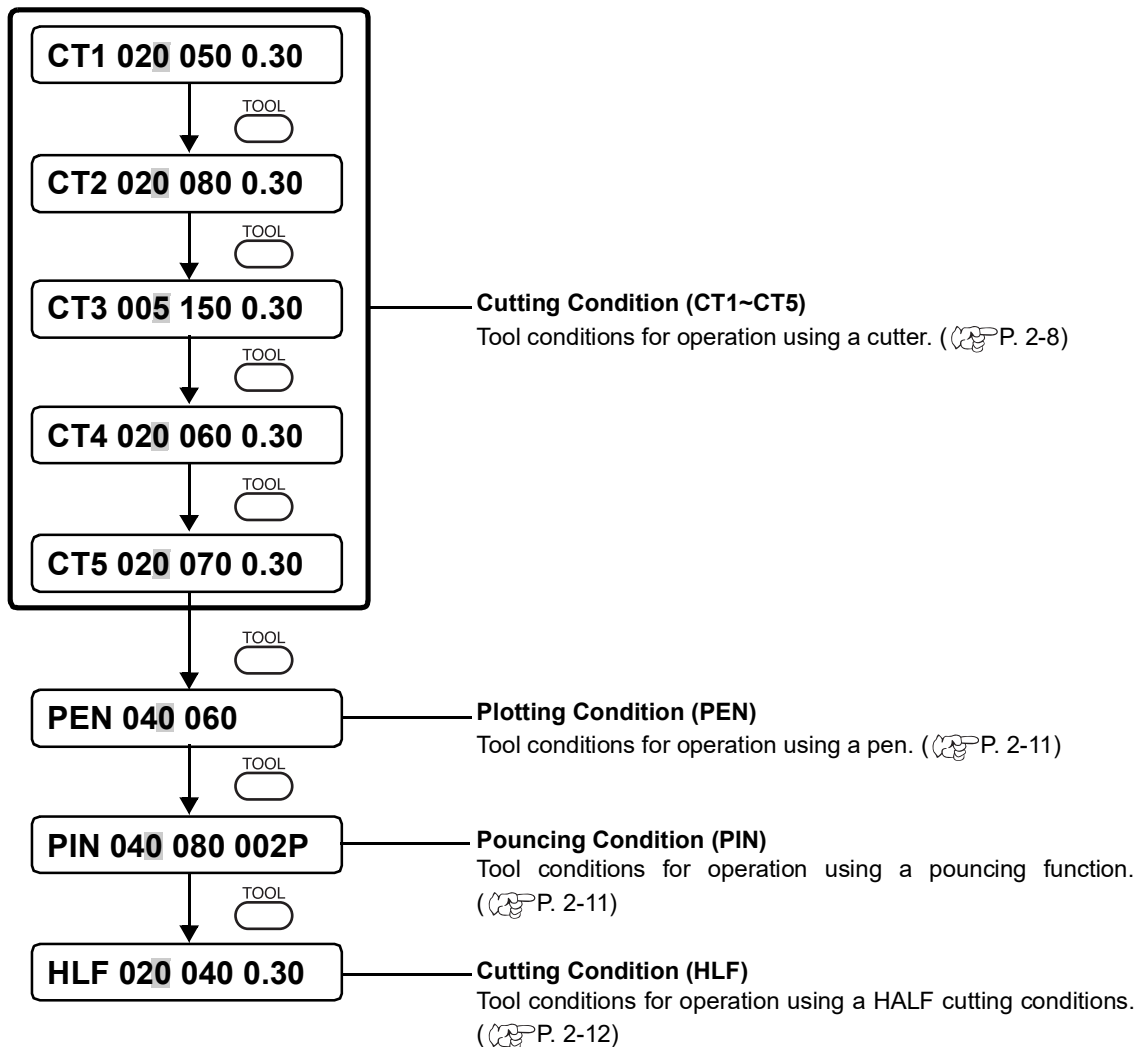 CT1 020 050 0.30
TOOL
CT2 020 080 0.30
TOOL
CT3 005 150 0.30
Cutting Condition (CT1~CT5)
Tool conditions for operation using a cutter. ( P. 2-8)
TOOL
CT4 020 060 0.30
TOOL
CT5 020 070 0.30
TOOL
PEN 040 060
Plotting Condition (PEN)
Tool conditions for operation using a pen. ( P. 2-11)
TOOL
PIN 040 080 002P
Pouncing Condition (PIN)
Tool conditions for operation using a pouncing function.
( P. 2-11)
TOOL
HLF 020 040 0.30
Cutting Condition (HLF)
Tool conditions for operation using a HALF cutting conditions.
( P. 2-12)